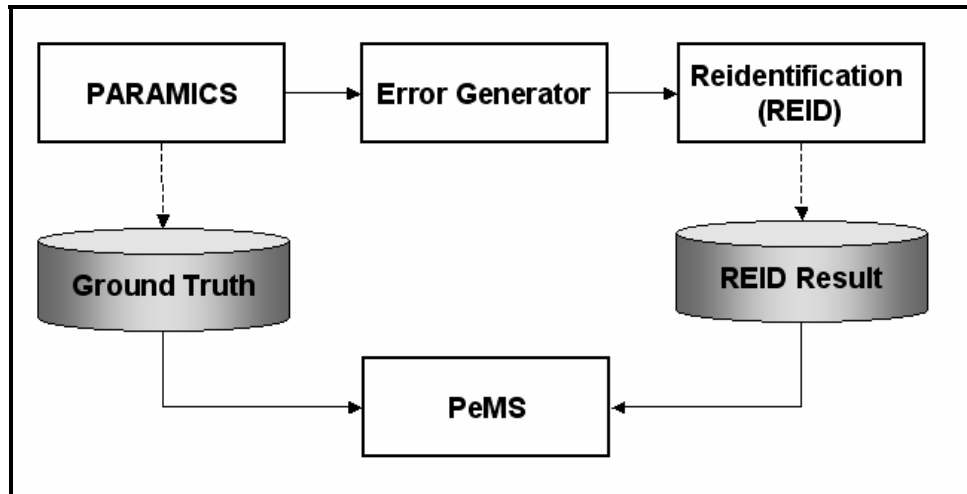 PARAMICS
Error Generator
Reidentification
(REID)
Ground Truth
REID Result
PeMS